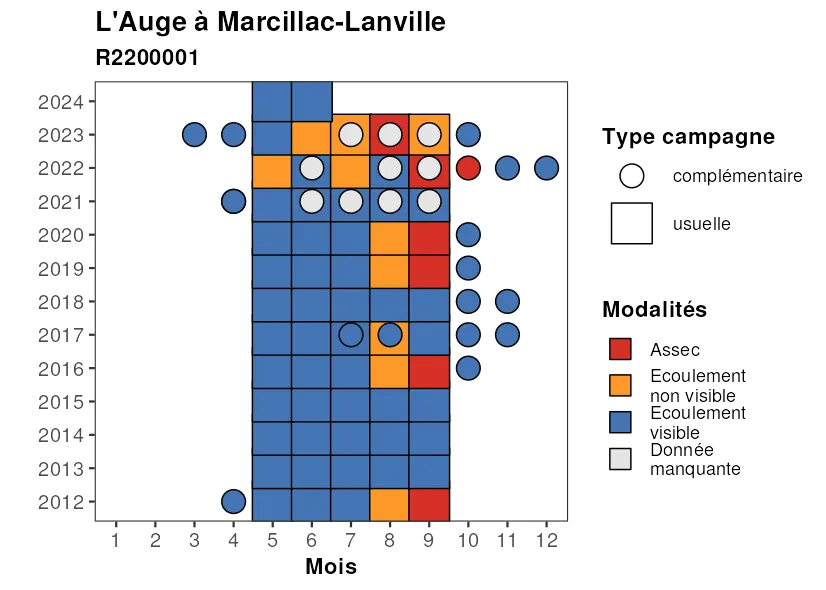 L'Auge à Marcillac-Lanville
R2200001
2024
2023
2022
2021
2020
2019
2018
2017
2016
2015
2014
2013
2012
1 2 3 4 5 6 7 8 9 10 11 12
Mois
Type campagne
complémentaire
usuelle
Modalités
Assec
Ecoulement
non visible
Ecoulement
visible
Donnée
manquante